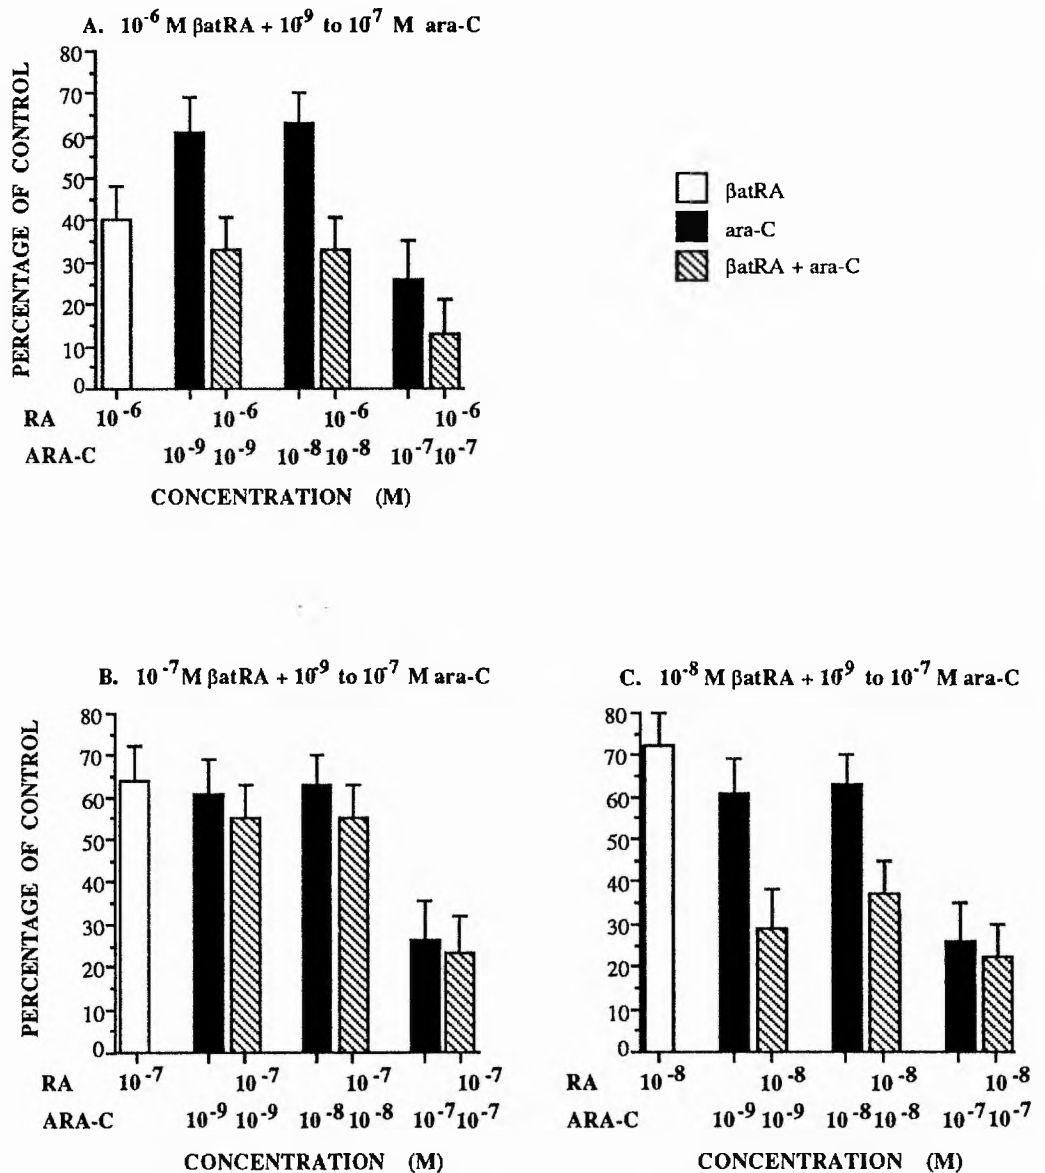 A. 10⁻⁶ M βatRA + 10⁻⁹ to 10⁻⁷ M ara-C
PERCENTAGE OF CONTROL
80
70
60
50
40
30
20
10
0
RA 10⁻⁶ 10⁻⁶ 10⁻⁶ 10⁻⁶
ARA-C 10⁻⁹ 10⁻⁹ 10⁻⁸ 10⁻⁸ 10⁻⁷ 10⁻⁷
CONCENTRATION (M)
βatRA
ara-C
βatRA + ara-C
B. 10⁻⁷ M βatRA + 10⁻⁹ to 10⁻⁷ M ara-C
PERCENTAGE OF CONTROL
80
70
60
50
40
30
20
10
0
RA 10⁻⁷ 10⁻⁷ 10⁻⁷ 10⁻⁷
ARA-C 10⁻⁹ 10⁻⁹ 10⁻⁸ 10⁻⁸ 10⁻⁷ 10⁻⁷
CONCENTRATION (M)
C. 10⁻⁸ M βatRA + 10⁻⁹ to 10⁻⁷ M ara-C
80
70
60
50
40
30
20
10
0
RA 10⁻⁸ 10⁻⁸ 10⁻⁸ 10⁻⁸
ARA-C 10⁻⁹ 10⁻⁹ 10⁻⁸ 10⁻⁸ 10⁻⁷ 10⁻⁷
CONCENTRATION (M)